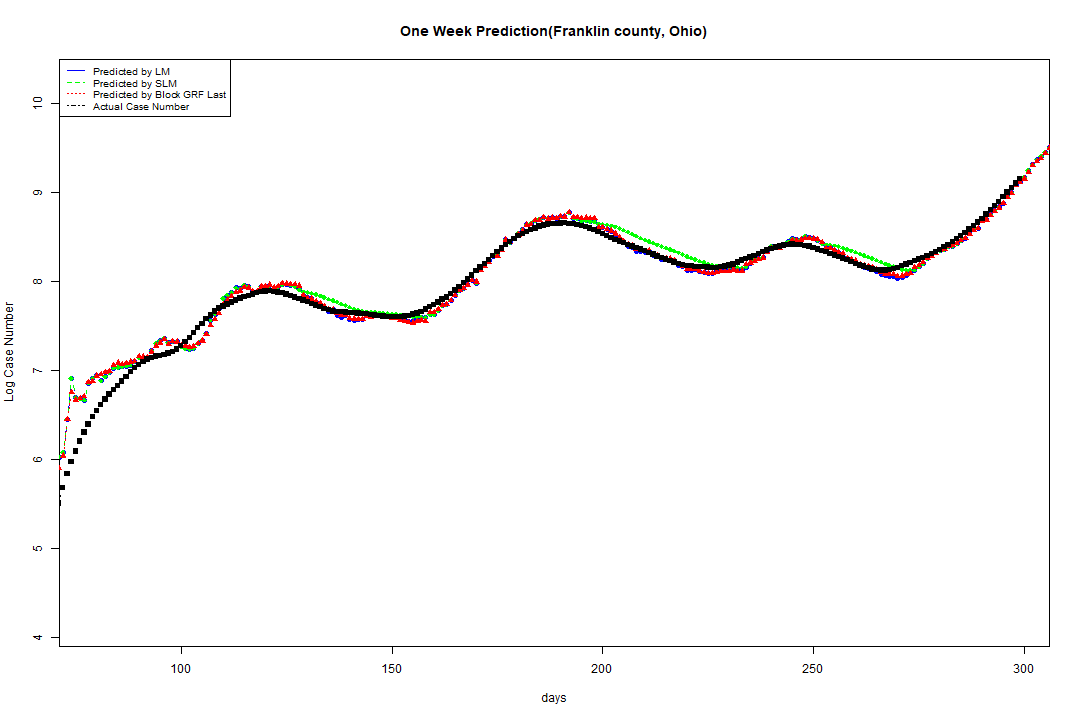 One Week Prediction(Franklin county, Ohio)
Predicted by LM
Predicted by SLM
Predicted by Block GRF Last
Actual Case Number
Log Case Number
10
9
8
7
6
5
4
100
150
200
250
300
days